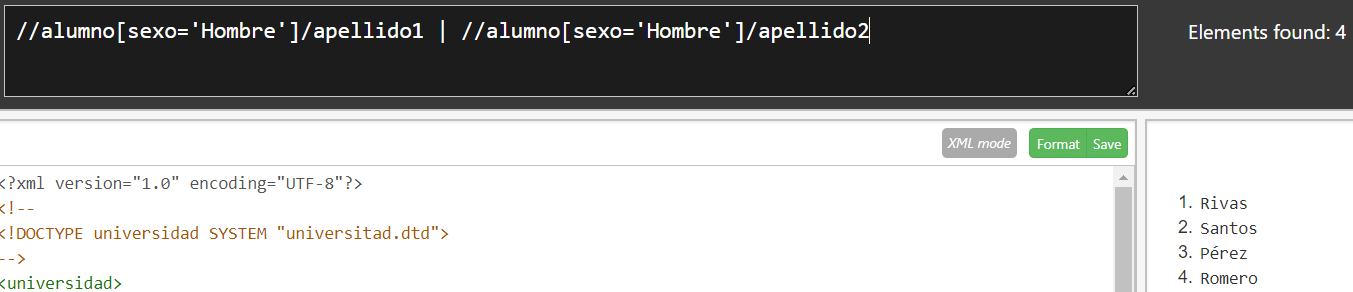 //alumno[sexo='Hombre']/apellido1 | //alumno[sexo='Hombre']/apellido2
Elements found: 4
XML mode
Format
Save
<?xml version="1.0" encoding="UTF-8"?>
<!--
<!DOCTYPE universidad SYSTEM "universitad.dtd">
-->
<universidad>
1. Rivas
2. Santos
3. Pérez
4. Romero